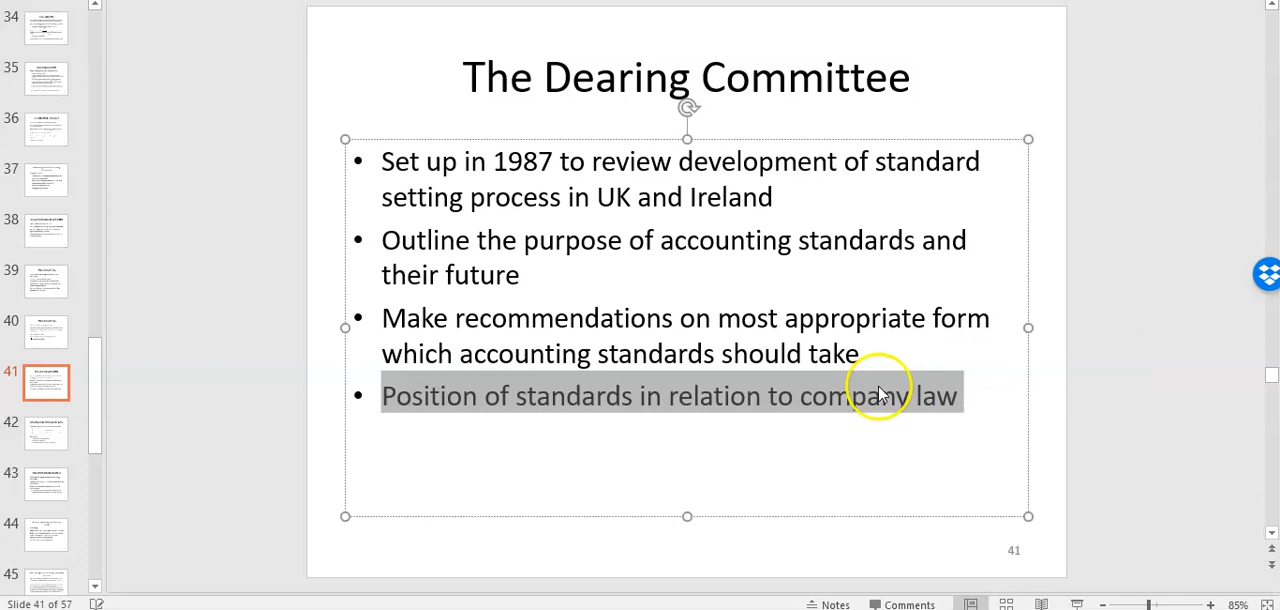 The Dearing Committee
• Set up in 1987 to review development of standard
setting process in UK and Ireland
• Outline the purpose of accounting standards and
their future
• Make recommendations on most appropriate form
which accounting standards should take
• Position of standards in relation to company law
41
34
35
36
37
38
39
40
41
42
43
44
45
Slide 41 of 57
Notes
Comments
85%